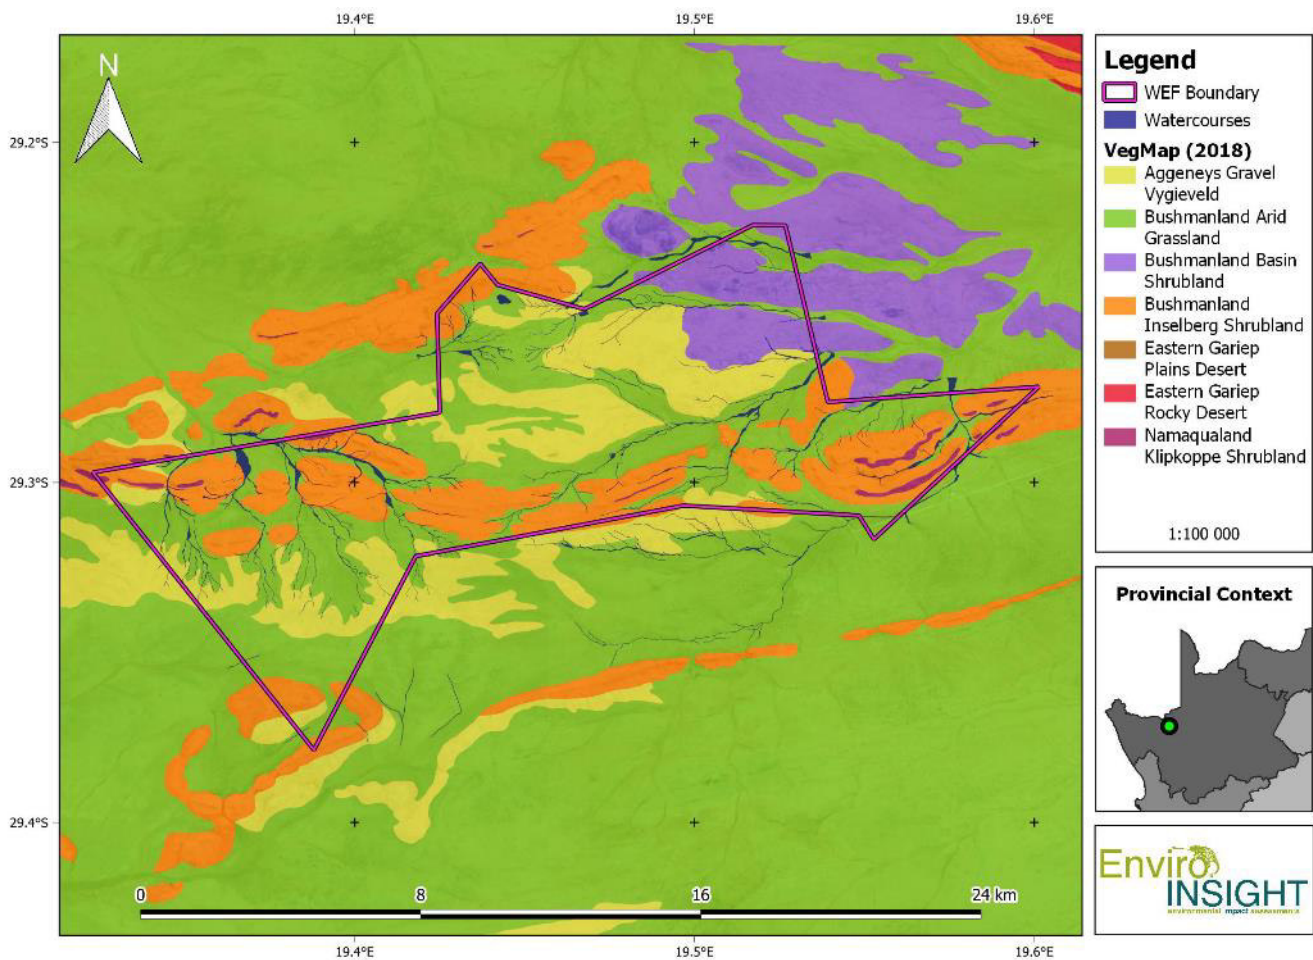 19.4°E
19.5°E
19.6°E
N
29.2°S
29.3°S
29.4°S
0
8
16
24 km
19.4°E
19.5°E
19.6°E
Legend
WEF Boundary
Watercourses
VegMap (2018)
Aggeneys Gravel
Vygieveld
Bushmanland Arid
Grassland
Bushmanland Basin
Shrubland
Bushmanland
Inselberg Shrubland
Eastern Gariep
Plains Desert
Eastern Gariep
Rocky Desert
Namaqualand
Klipkoppe Shrubland
1:100 000
Provincial Context
Enviro
INSIGHT
environmental impact assessments